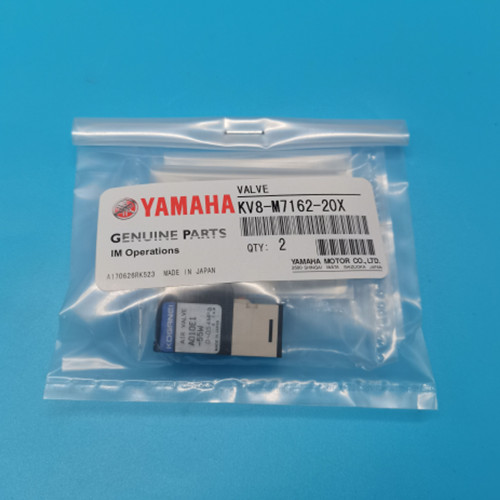 VALVE
YAMAHA KV8-M7162-20X
GENUINE PARTS
IM Operations
QTY: 2
YAMAHA MOTOR CO.,LTD.
A170626RK523 MADE IN JAPAN
KOGANEI
AIR VALVE
A010E1
-55W